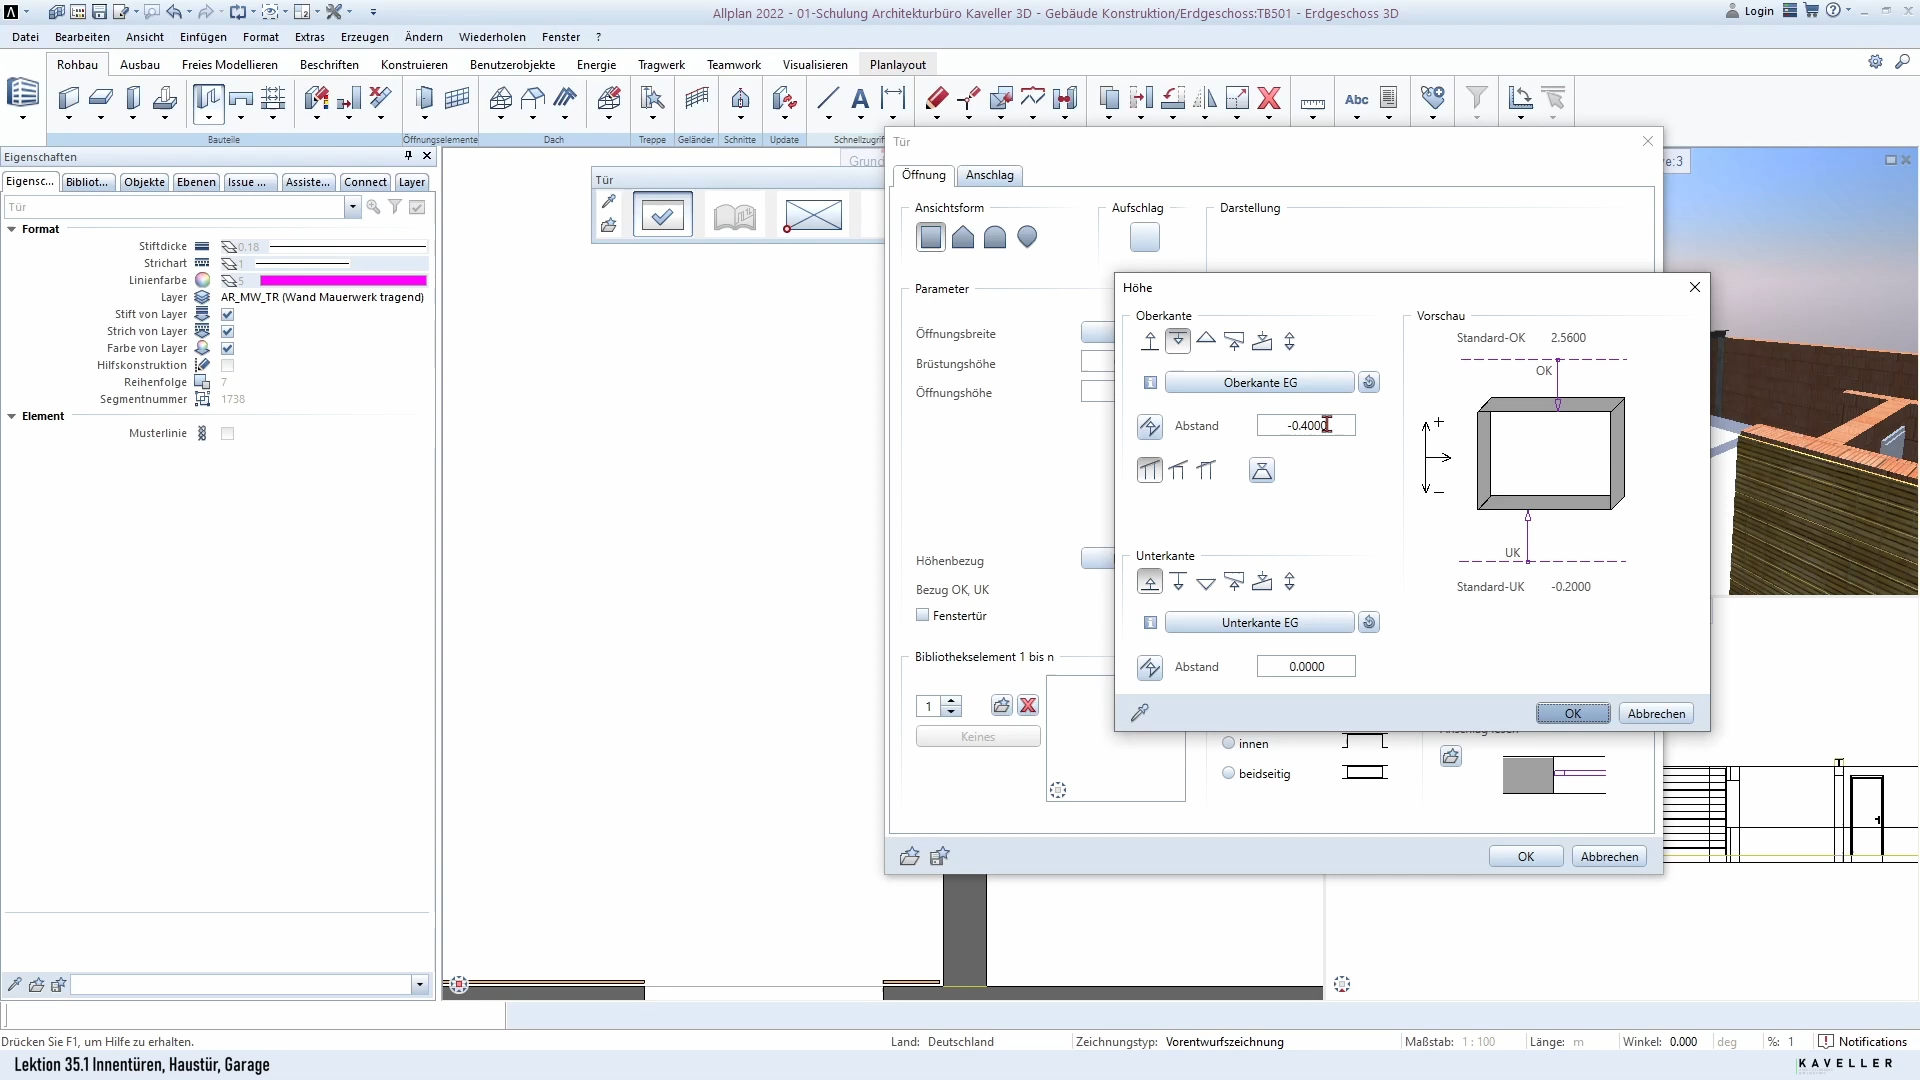 Allplan 2022 - 01-Schulung Architekturbüro Kaveller 3D - Gebäude Konstruktion/Erdgeschoss:TB501 - Erdgeschoss 3D
Login
Datei Bearbeiten Ansicht Einfügen Format Extras Erzeugen Ändern Wiederholen Fenster ?
Rohbau Ausbau Freies Modellieren Beschriften Konstruieren Benutzerobjekte Energie Tragwerk Teamwork Visualisieren Planlayout
Abc
Bauteile Öffnungselemente Dach Treppe Geländer Schnitte Update Schnellzugriff
Eigenschaften
Eigensc... Bibliot... Objekte Ebenen Issue ... Assiste... Connect Layer
Tür
Format
Stiftdicke 0.18
Strichart 1
Linienfarbe 5
Layer AR_MW_TR (Wand Mauerwerk tragend)
Stift von Layer
Strich von Layer
Farbe von Layer
Hilfskonstruktion
Reihenfolge 7
Segmentnummer 1738
Element
Musterlinie
Tür
Grund
e:3
Tür
Öffnung Anschlag
Ansichtsform Aufschlag Darstellung
Parameter
Öffnungsbreite
Brüstungshöhe
Öffnungshöhe
Höhenbezug
Bezug OK, UK
Fenstertür
Bibliothekselement 1 bis n
1
Keines
innen
beidseitig
OK Abbrechen
Höhe
Oberkante
Oberkante EG
Abstand -0.4000
Unterkante
Unterkante EG
Abstand 0.0000
Vorschau
Standard-OK 2.5600
OK
UK
Standard-UK -0.2000
OK Abbrechen
Drücken Sie F1, um Hilfe zu erhalten.
Land: Deutschland Zeichnungstyp: Vorentwurfszeichnung Maßstab: 1 : 100 Länge: m Winkel: 0.000 deg %: 1 Notifications
Lektion 35.1 Innentüren, Haustür, Garage
KAVELLER